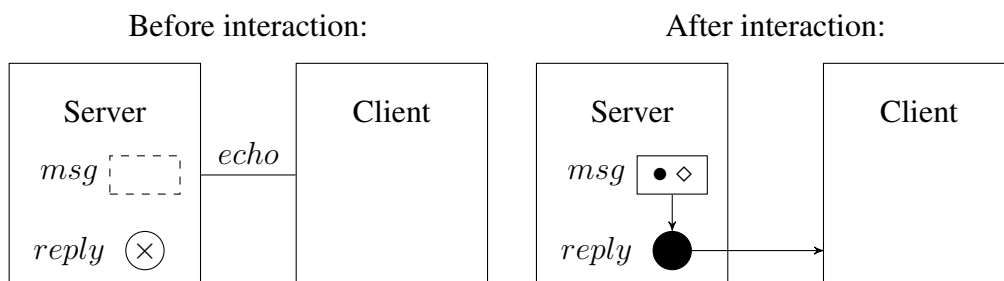 Before interaction:
Server
Client
msg
echo
reply
After interaction:
Server
Client
msg
reply